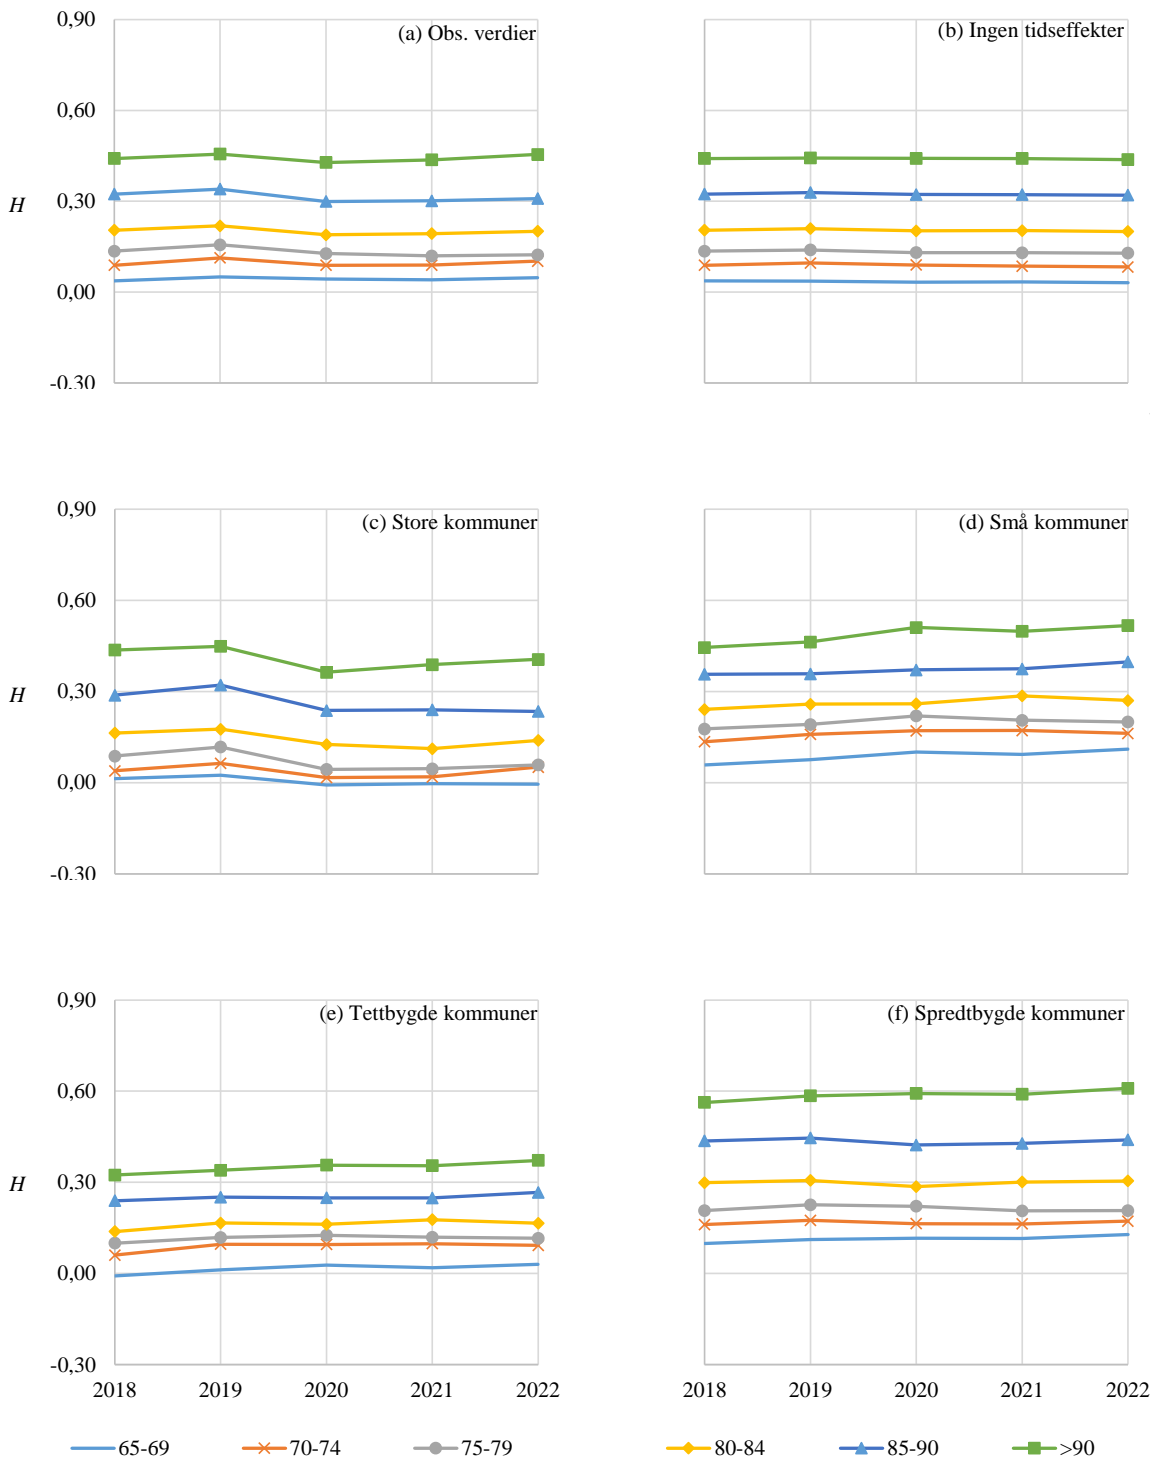 0,90
(a) Obs. verdier
(b) Ingen tidseffekter
0,60
0,30
H
0,00
-0,30
0,90
(c) Store kommuner
(d) Små kommuner
0,60
0,30
H
0,00
-0,30
0,90
(e) Tettbygde kommuner
(f) Spredtbygde kommuner
0,60
0,30
H
0,00
-0,30
2018 2019 2020 2021 2022
2018 2019 2020 2021 2022
65-69 70-74 75-79 80-84 85-90 >90